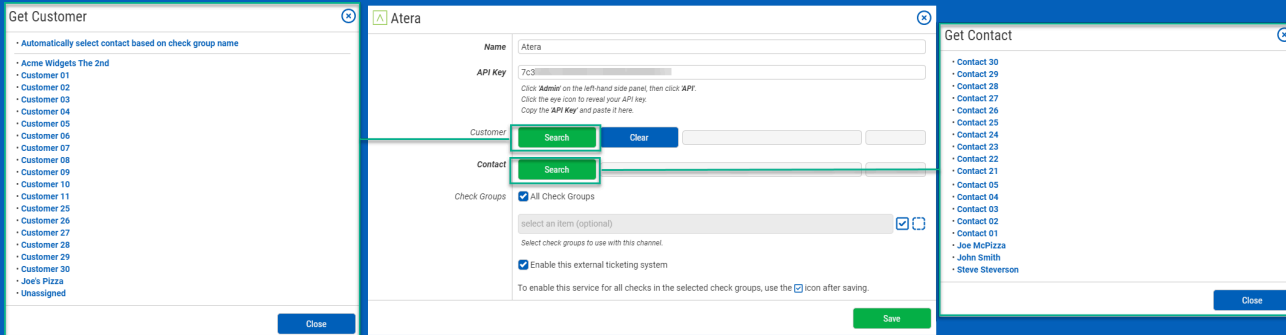 Get Customer
• Automatically select contact based on check group name
• Acme Widgets The 2nd
• Customer 01
• Customer 02
• Customer 03
• Customer 04
• Customer 05
• Customer 06
• Customer 07
• Customer 08
• Customer 09
• Customer 10
• Customer 11
• Customer 25
• Customer 26
• Customer 27
• Customer 28
• Customer 29
• Customer 30
• Joe's Pizza
• Unassigned
Close
Atera
Name Atera
API Key 7c3
Click 'Admin' on the left-hand side panel, then click 'API'.
Click the eye icon to reveal your API key.
Copy the 'API Key' and paste it here.
Customer Search Clear
Contact Search
Check Groups All Check Groups
select an item (optional)
Select check groups to use with this channel.
Enable this external ticketing system
To enable this service for all checks in the selected check groups, use the icon after saving.
Save
Get Contact
• Contact 30
• Contact 29
• Contact 28
• Contact 27
• Contact 26
• Contact 25
• Contact 24
• Contact 23
• Contact 22
• Contact 21
• Contact 05
• Contact 04
• Contact 03
• Contact 02
• Contact 01
• Joe McPizza
• John Smith
• Steve Steverson
Close